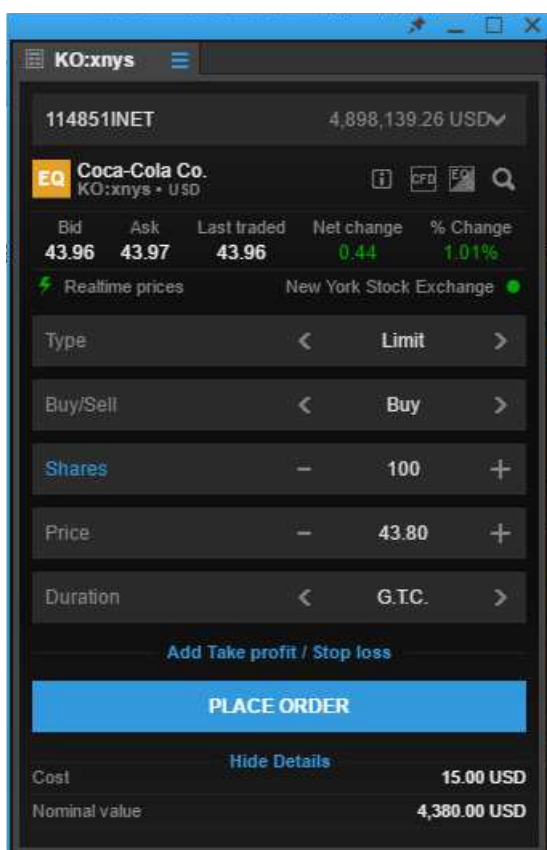 KO:xnys
114851INET 4,898,139.26 USD
EQ Coca-Cola Co.
KO:xnys • USD
CFD
Bid Ask Last traded Net change % Change
43.96 43.97 43.96 0.44 1.01%
Realtime prices New York Stock Exchange
Type Limit
Buy/Sell Buy
Shares 100
Price 43.80
Duration G.T.C.
Add Take profit / Stop loss
PLACE ORDER
Hide Details
Cost 15.00 USD
Nominal value 4,380.00 USD